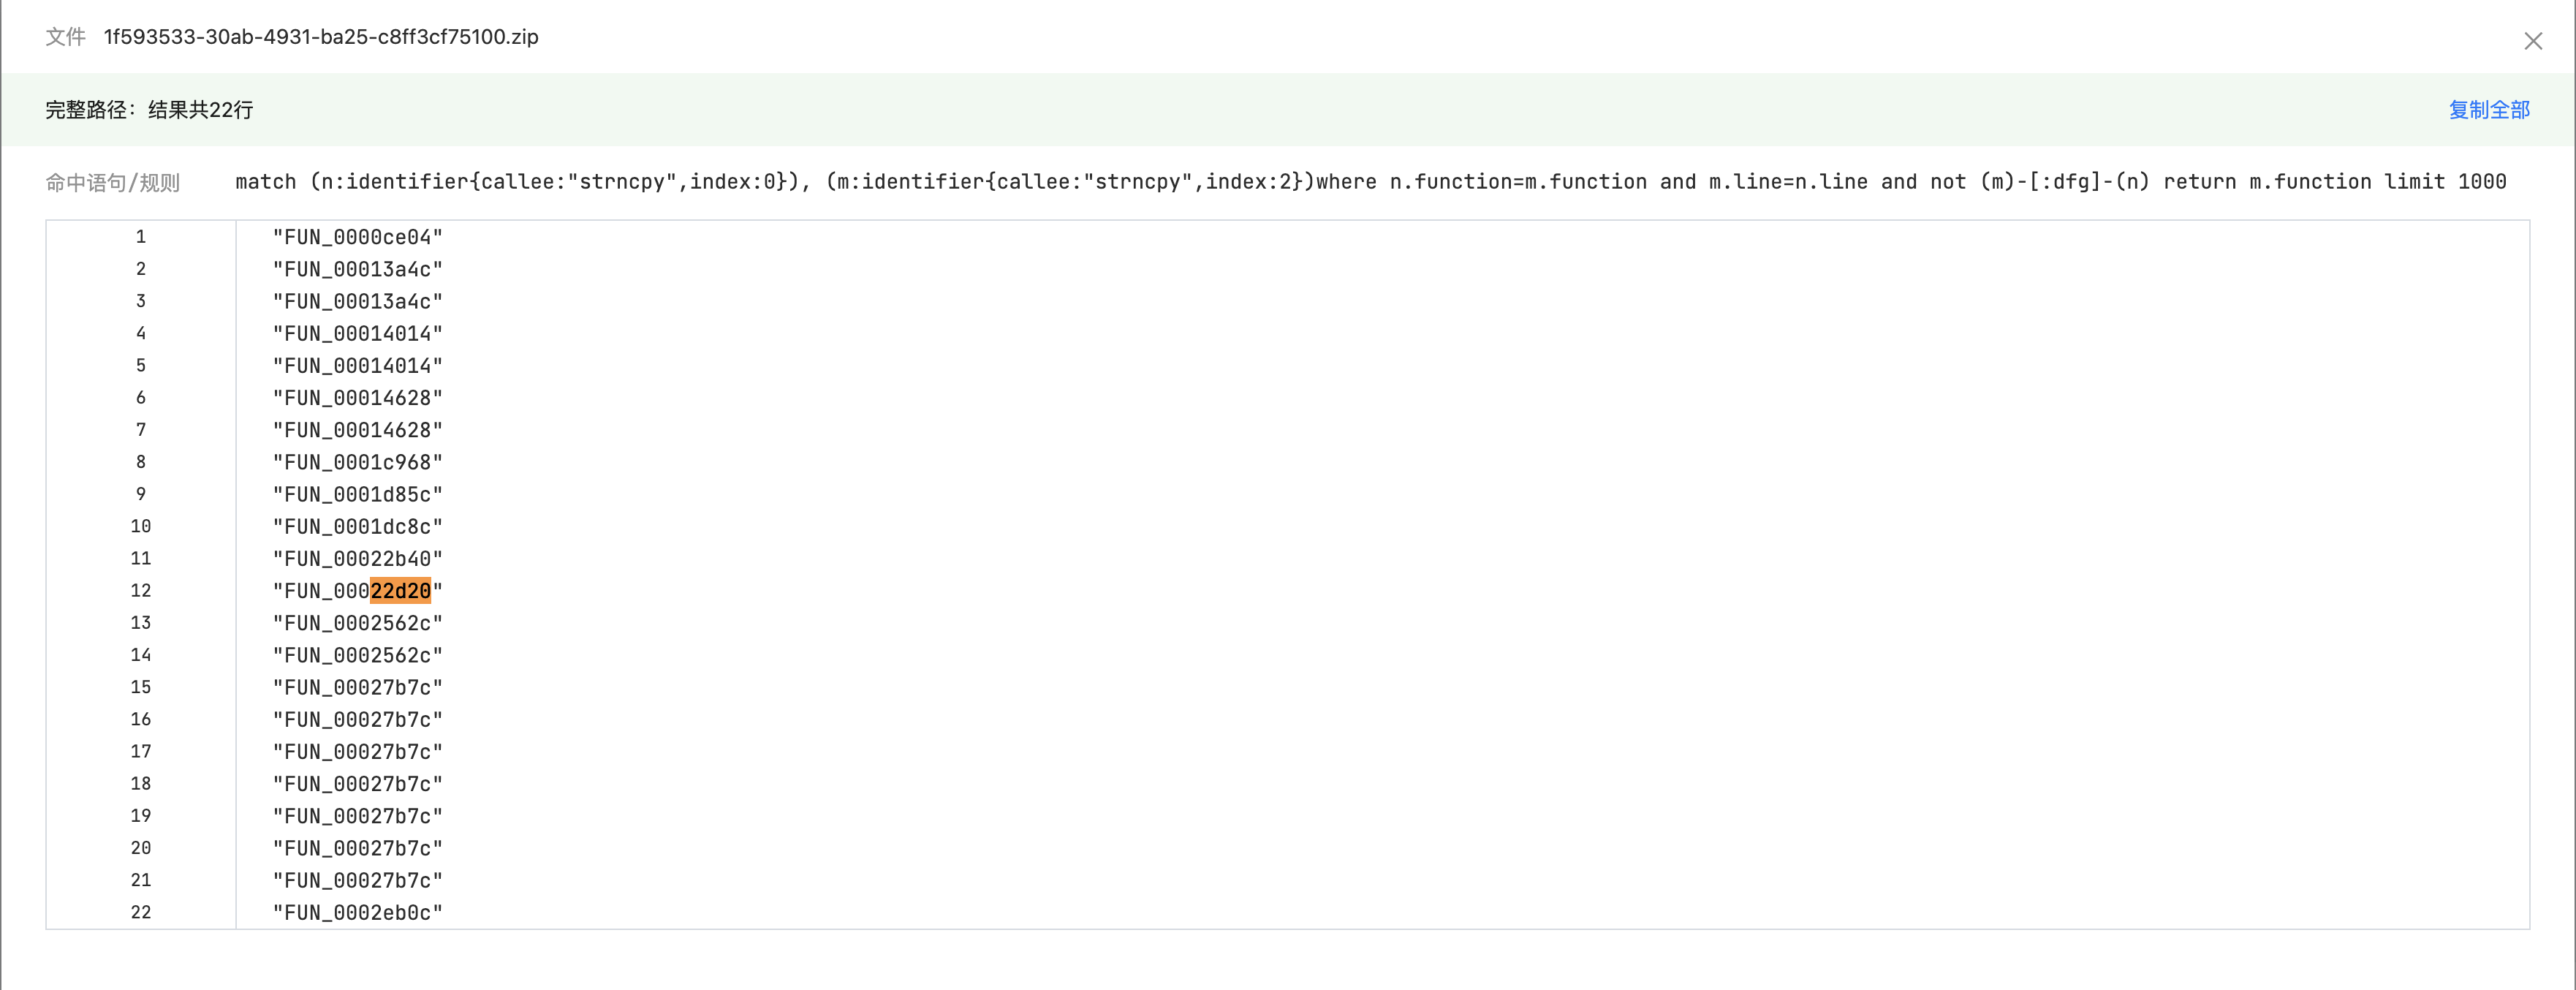 文件 1f593533-30ab-4931-ba25-c8ff3cf75100.zip
完整路径：结果共22行 复制全部
命中语句/规则 match (n:identifier{callee:"strncpy",index:0}), (m:identifier{callee:"strncpy",index:2})where n.function=m.function and m.line=n.line and not (m)-[:dfg]-(n) return m.function limit 1000
1 "FUN_0000ce04"
2 "FUN_00013a4c"
3 "FUN_00013a4c"
4 "FUN_00014014"
5 "FUN_00014014"
6 "FUN_00014628"
7 "FUN_00014628"
8 "FUN_0001c968"
9 "FUN_0001d85c"
10 "FUN_0001dc8c"
11 "FUN_00022b40"
12 "FUN_00022d20"
13 "FUN_0002562c"
14 "FUN_0002562c"
15 "FUN_00027b7c"
16 "FUN_00027b7c"
17 "FUN_00027b7c"
18 "FUN_00027b7c"
19 "FUN_00027b7c"
20 "FUN_00027b7c"
21 "FUN_00027b7c"
22 "FUN_0002eb0c"